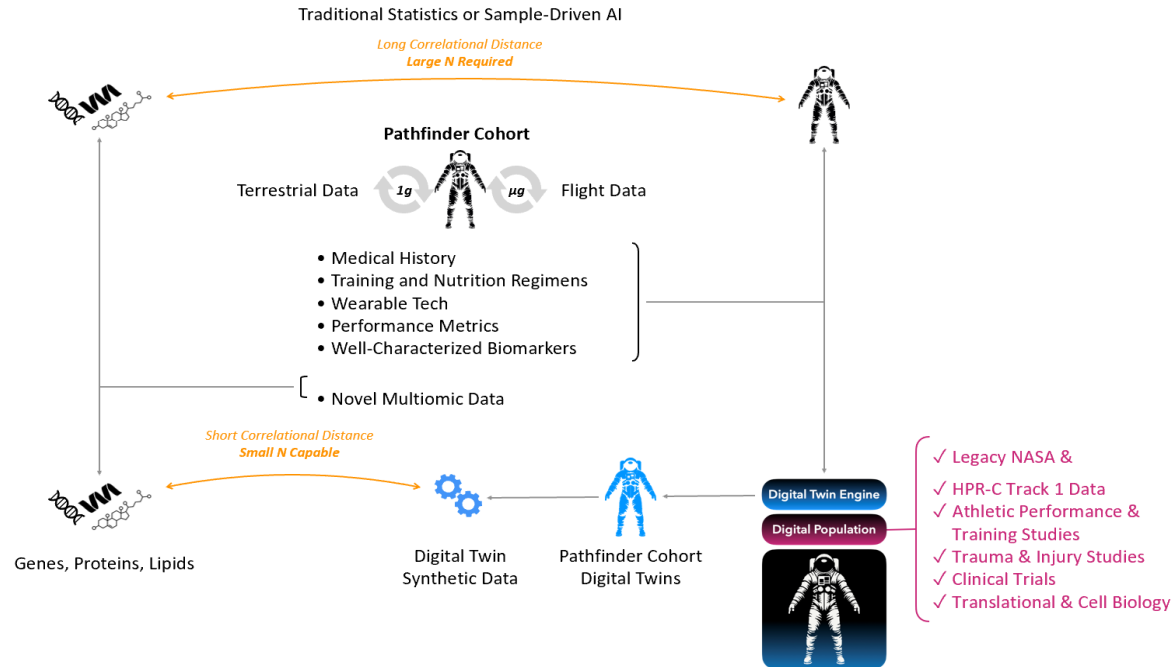 Traditional Statistics or Sample-Driven AI
Long Correlational Distance
Large N Required
Pathfinder Cohort
Terrestrial Data
1g
µg
Flight Data
• Medical History
• Training and Nutrition Regimens
• Wearable Tech
• Performance Metrics
• Well-Characterized Biomarkers
• Novel Multiomic Data
Short Correlational Distance
Small N Capable
Genes, Proteins, Lipids
Digital Twin
Synthetic Data
Pathfinder Cohort
Digital Twins
Digital Twin Engine
Digital Population
✓ Legacy NASA &
✓ HPR-C Track 1 Data
✓ Athletic Performance &
Training Studies
✓ Trauma & Injury Studies
✓ Clinical Trials
✓ Translational & Cell Biology